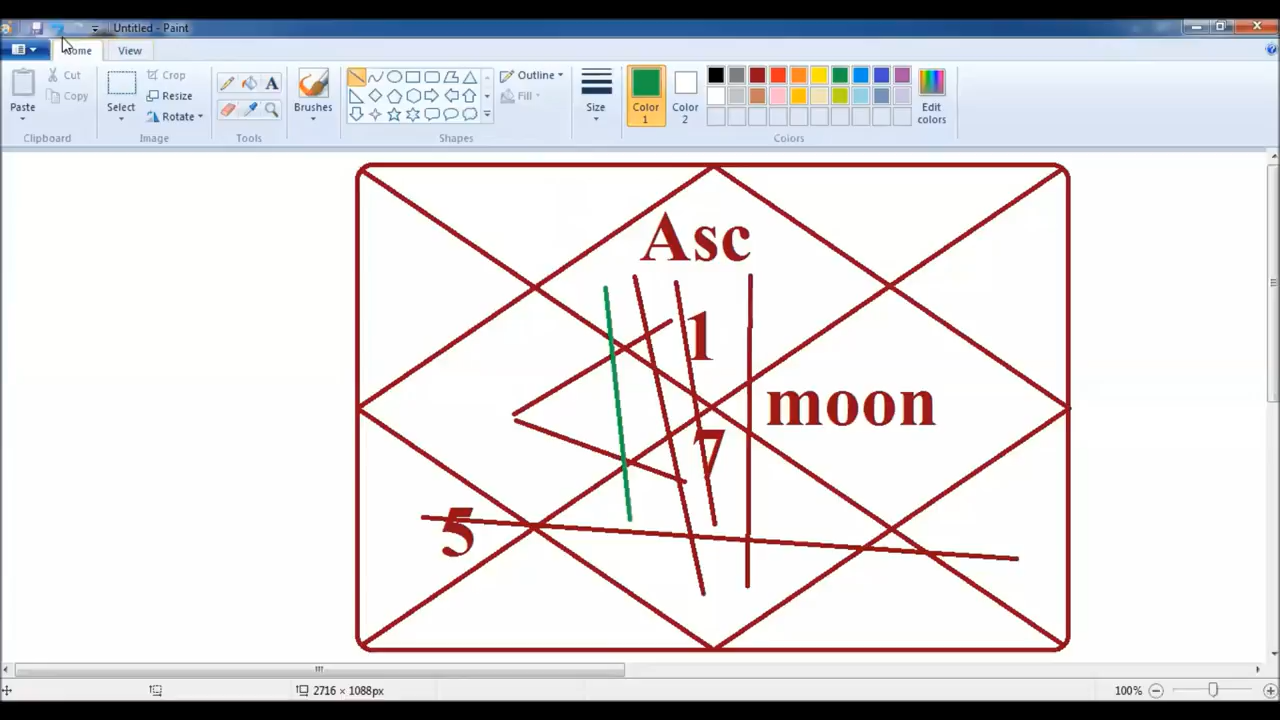 Untitled - Paint
Home View
Paste
Cut
Copy
Clipboard
Select
Crop
Resize
Rotate
Image
A
Tools
Brushes
Outline
Fill
Shapes
Size
Color 1
Color 2
Edit colors
Colors
Asc
1
moon
7
5
2716 × 1088px
100%